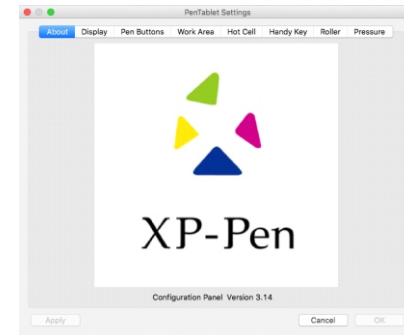 PenTablet Settings
About Display Pen Buttons Work Area Hot Cell Handy Key Roller Pressure
XP-Pen
Configuration Panel Version 3.14
Apply Cancel OK